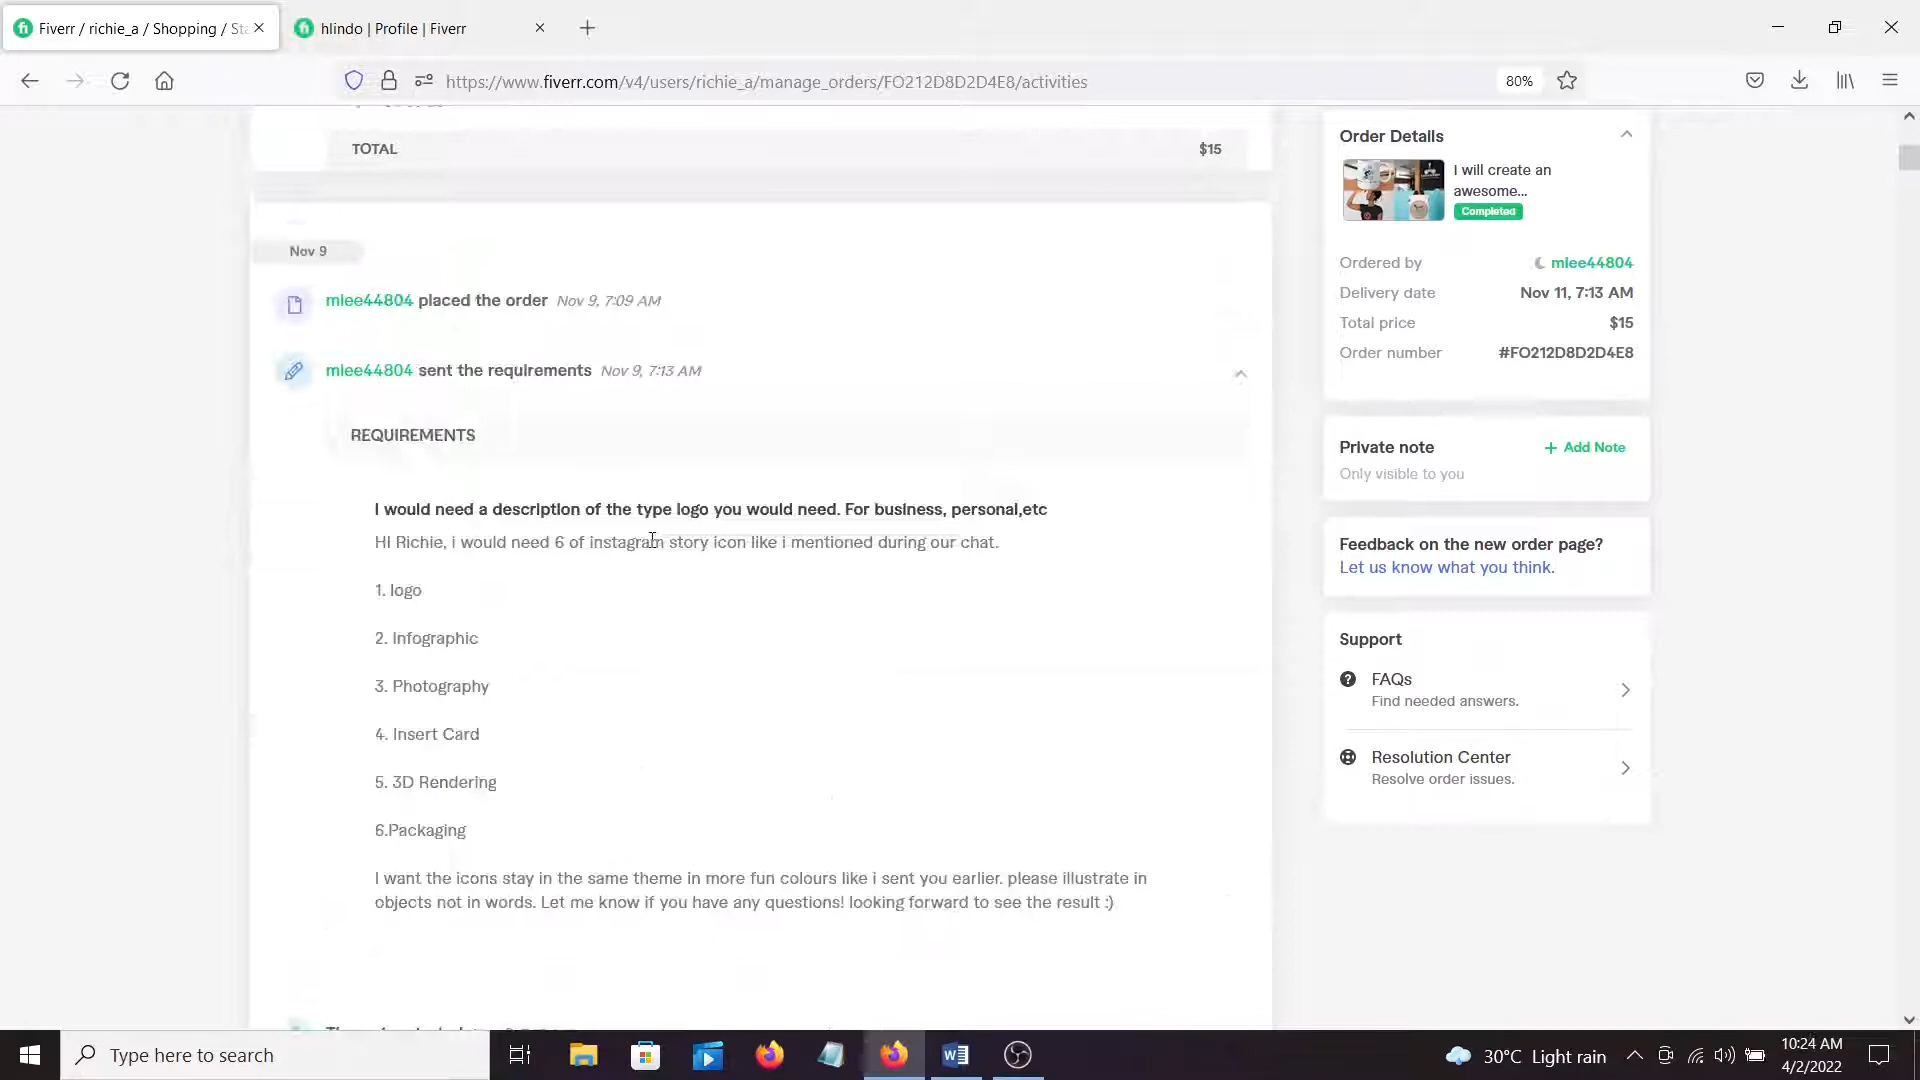 Fiverr / richie_a / Shopping / Sta
hlindo | Profile | Fiverr
https://www.fiverr.com/v4/users/richie_a/manage_orders/FO212D8D2D4E8/activities
80%
TOTAL $15
Nov 9
mlee44804 placed the order Nov 9, 7:09 AM
mlee44804 sent the requirements Nov 9, 7:13 AM
REQUIREMENTS
I would need a description of the type logo you would need. For business, personal,etc
HI Richie, i would need 6 of instagram story icon like i mentioned during our chat.
1. logo
2. Infographic
3. Photography
4. Insert Card
5. 3D Rendering
6.Packaging
I want the icons stay in the same theme in more fun colours like i sent you earlier. please illustrate in
objects not in words. Let me know if you have any questions! looking forward to see the result :)
Order Details
I will create an
awesome...
Completed
Ordered by mlee44804
Delivery date Nov 11, 7:13 AM
Total price $15
Order number #FO212D8D2D4E8
Private note + Add Note
Only visible to you
Feedback on the new order page?
Let us know what you think.
Support
FAQs
Find needed answers.
Resolution Center
Resolve order issues.
Type here to search
30°C Light rain
10:24 AM
4/2/2022